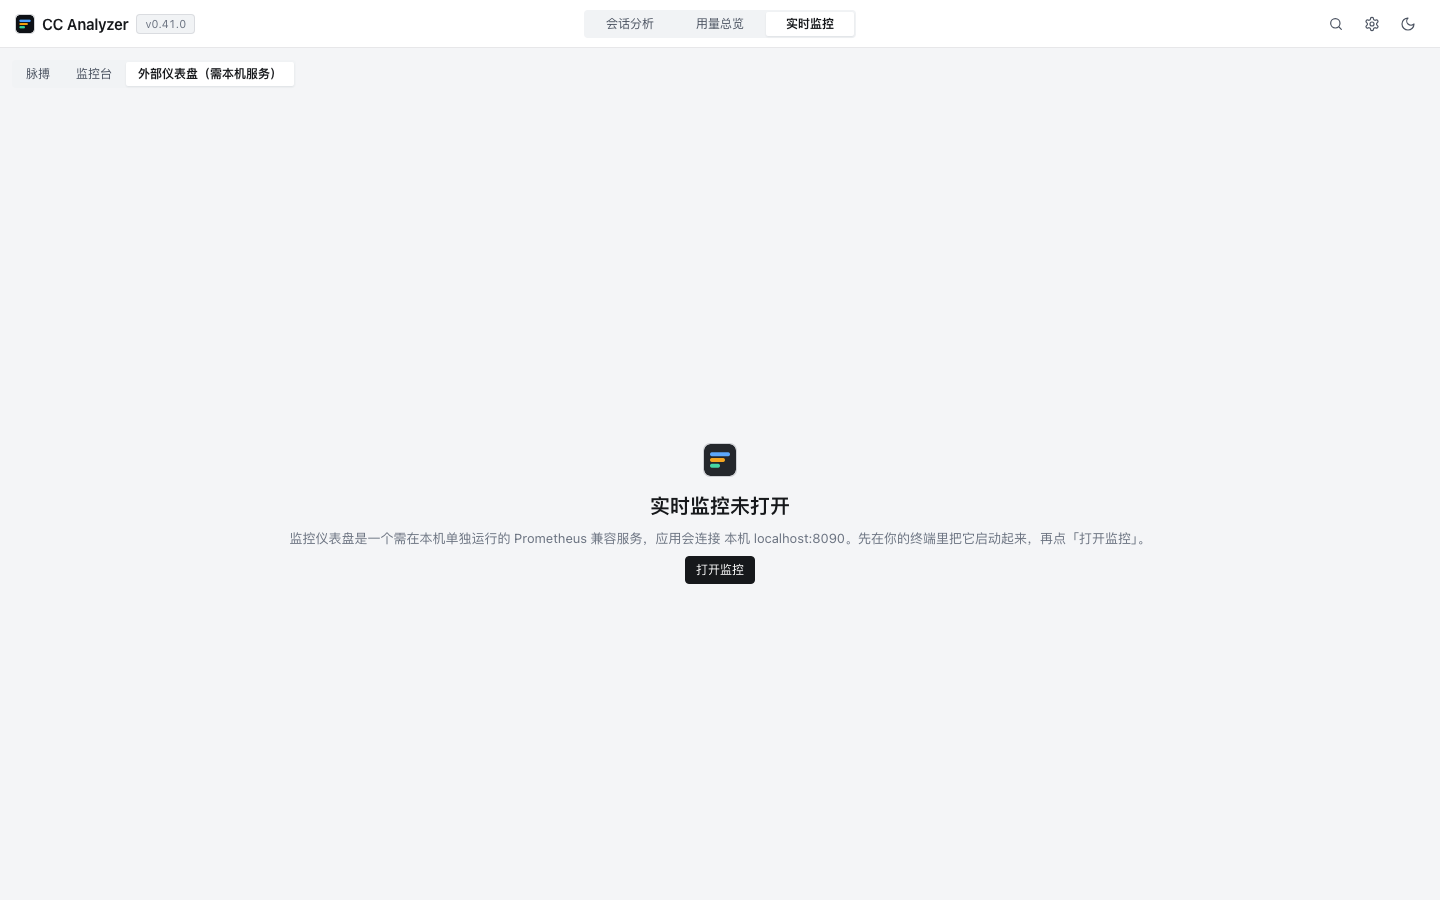 CC Analyzer v0.41.0 会话分析 用量总览 实时监控
脉搏 监控台 外部仪表盘（需本机服务）
实时监控未打开
监控仪表盘是一个需在本机单独运行的 Prometheus 兼容服务，应用会连接 本机 localhost:8090。先在你的终端里把它启动起来，再点「打开监控」。
打开监控